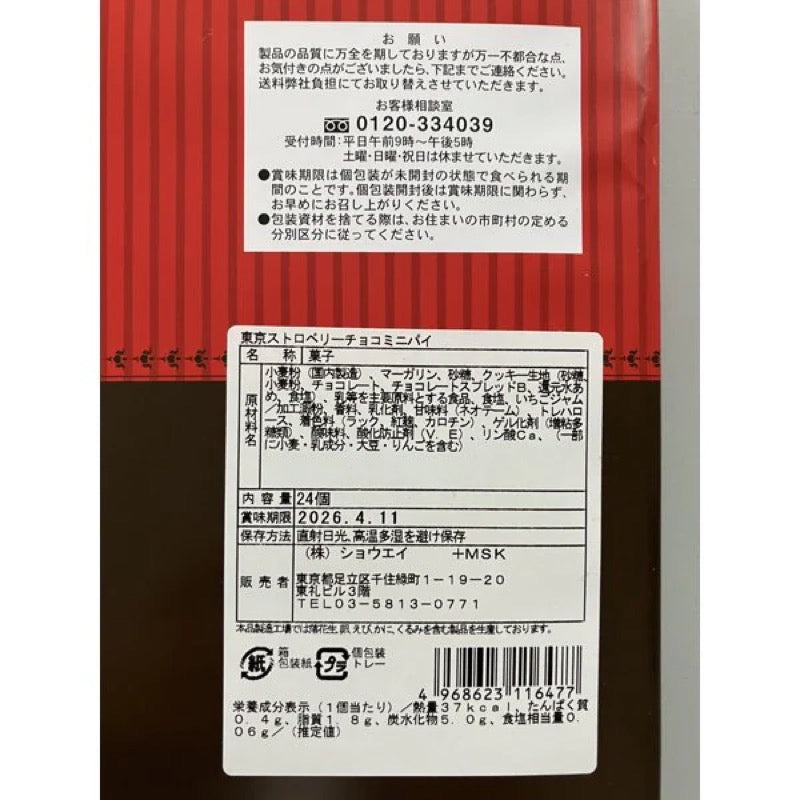 お願い
製品の品質に万全を期しておりますが万一不都合な点、
お気付きの点がございましたら、下記までご連絡ください。
送料弊社負担にてお取り替えさせていただきます。
お客様相談室
0120-334039
受付時間:平日午前9時〜午後5時
土曜・日曜・祝日は休ませていただきます。
●賞味期限は個包装が未開封の状態で食べられる期
間のことです。個包装開封後は賞味期限に関わらず、
お早めにお召し上がりください。
●包装資材を捨てる際は、お住まいの市町村の定める
分別区分に従ってください。
東京ストロベリーチョコミニパイ
名称 菓子
原材料名
小麦粉(国内製造)、マーガリン、砂糖、クッキー生地(砂糖、
小麦粉、チョコレート、チョコレートスプレッドB、還元水あ
め、食塩)、乳等を主要原料とする食品、食塩、いちごジャム
/加工澱粉、香料、乳化剤、甘味料(ネオテーム)、トレハロ
ース、着色料(ラック、紅麹、カロチン)、ゲル化剤(増粘多
糖類)、酸味料、酸化防止剤(V.E)、リン酸Ca、(一部
に小麦・乳成分・大豆・りんごを含む)
内容量 24個
賞味期限 2026.4.11
保存方法 直射日光、高温多湿を避け保存
販売者
(株)ショウエイ +MSK
東京都足立区千住緑町1-19-20
東礼ビル3階
TEL03-5813-0771
本品製造工場では落花生、卵、えび、かに、くるみを含む製品を生産しております。
紙 箱 包装紙 プラ 個包装 トレー
4 968623 116477
栄養成分表示(1個当たり)/熱量37kcal、たんぱく質
0.4g、脂質1.8g、炭水化物5.0g、食塩相当量0.
06g/(推定値)